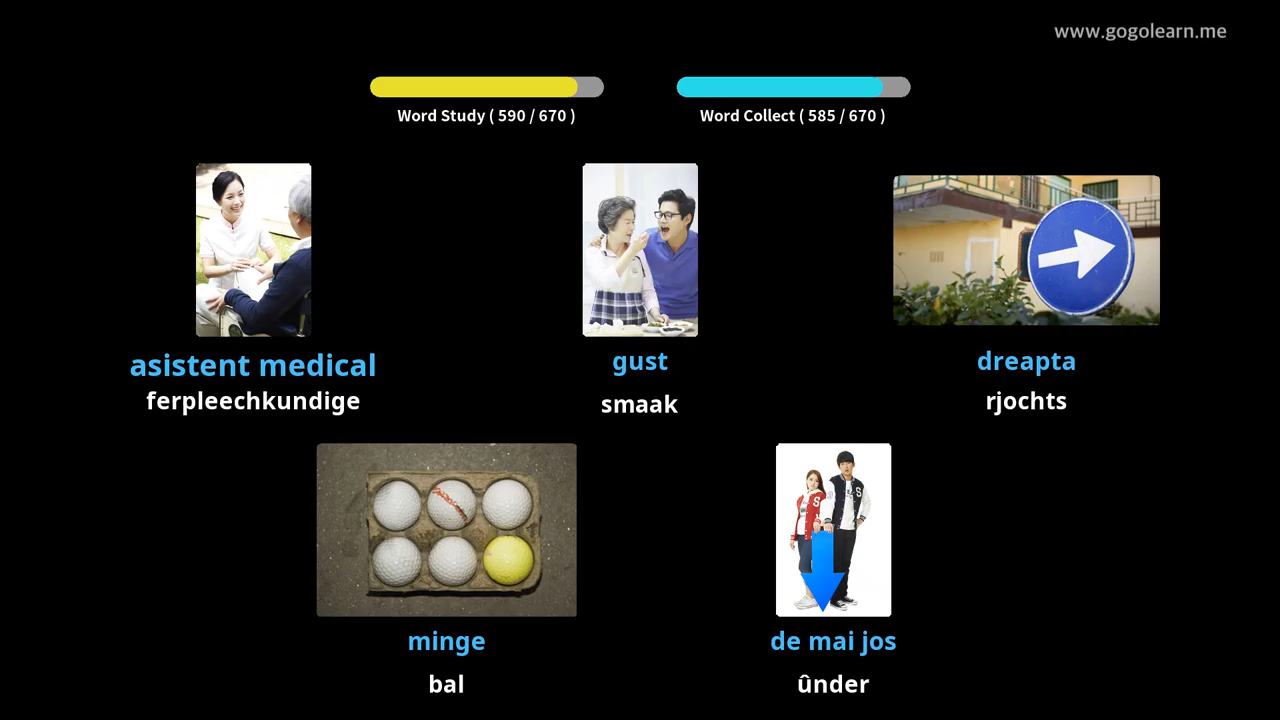 www.gogolearn.me
Word Study ( 590 / 670 )
Word Collect ( 585 / 670 )
asistent medical
ferpleechkundige
gust
smaak
dreapta
rjochts
minge
bal
de mai jos
ûnder